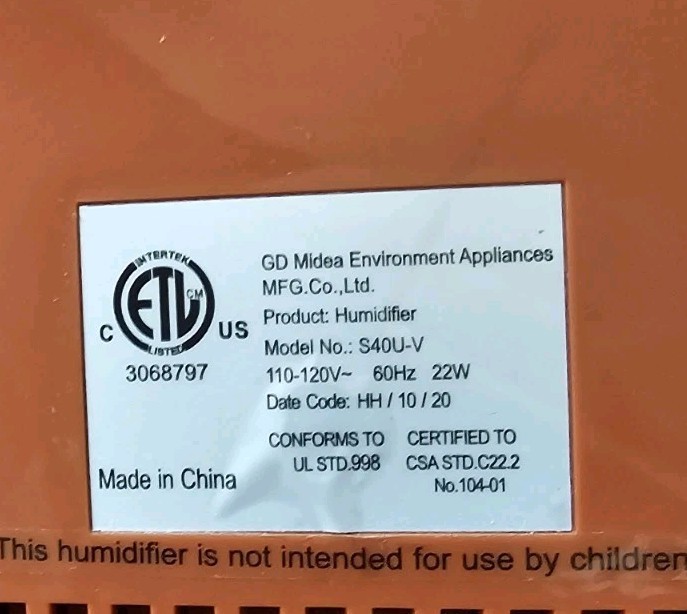 INTERTEK
ETL CM
LISTED
C US
3068797
GD Midea Environment Appliances
MFG.Co.,Ltd.
Product: Humidifier
Model No.: S40U-V
110-120V~ 60Hz 22W
Date Code: HH / 10 / 20
CONFORMS TO CERTIFIED TO
UL STD.998 CSA STD.C22.2
No.104-01
Made in China
This humidifier is not intended for use by children